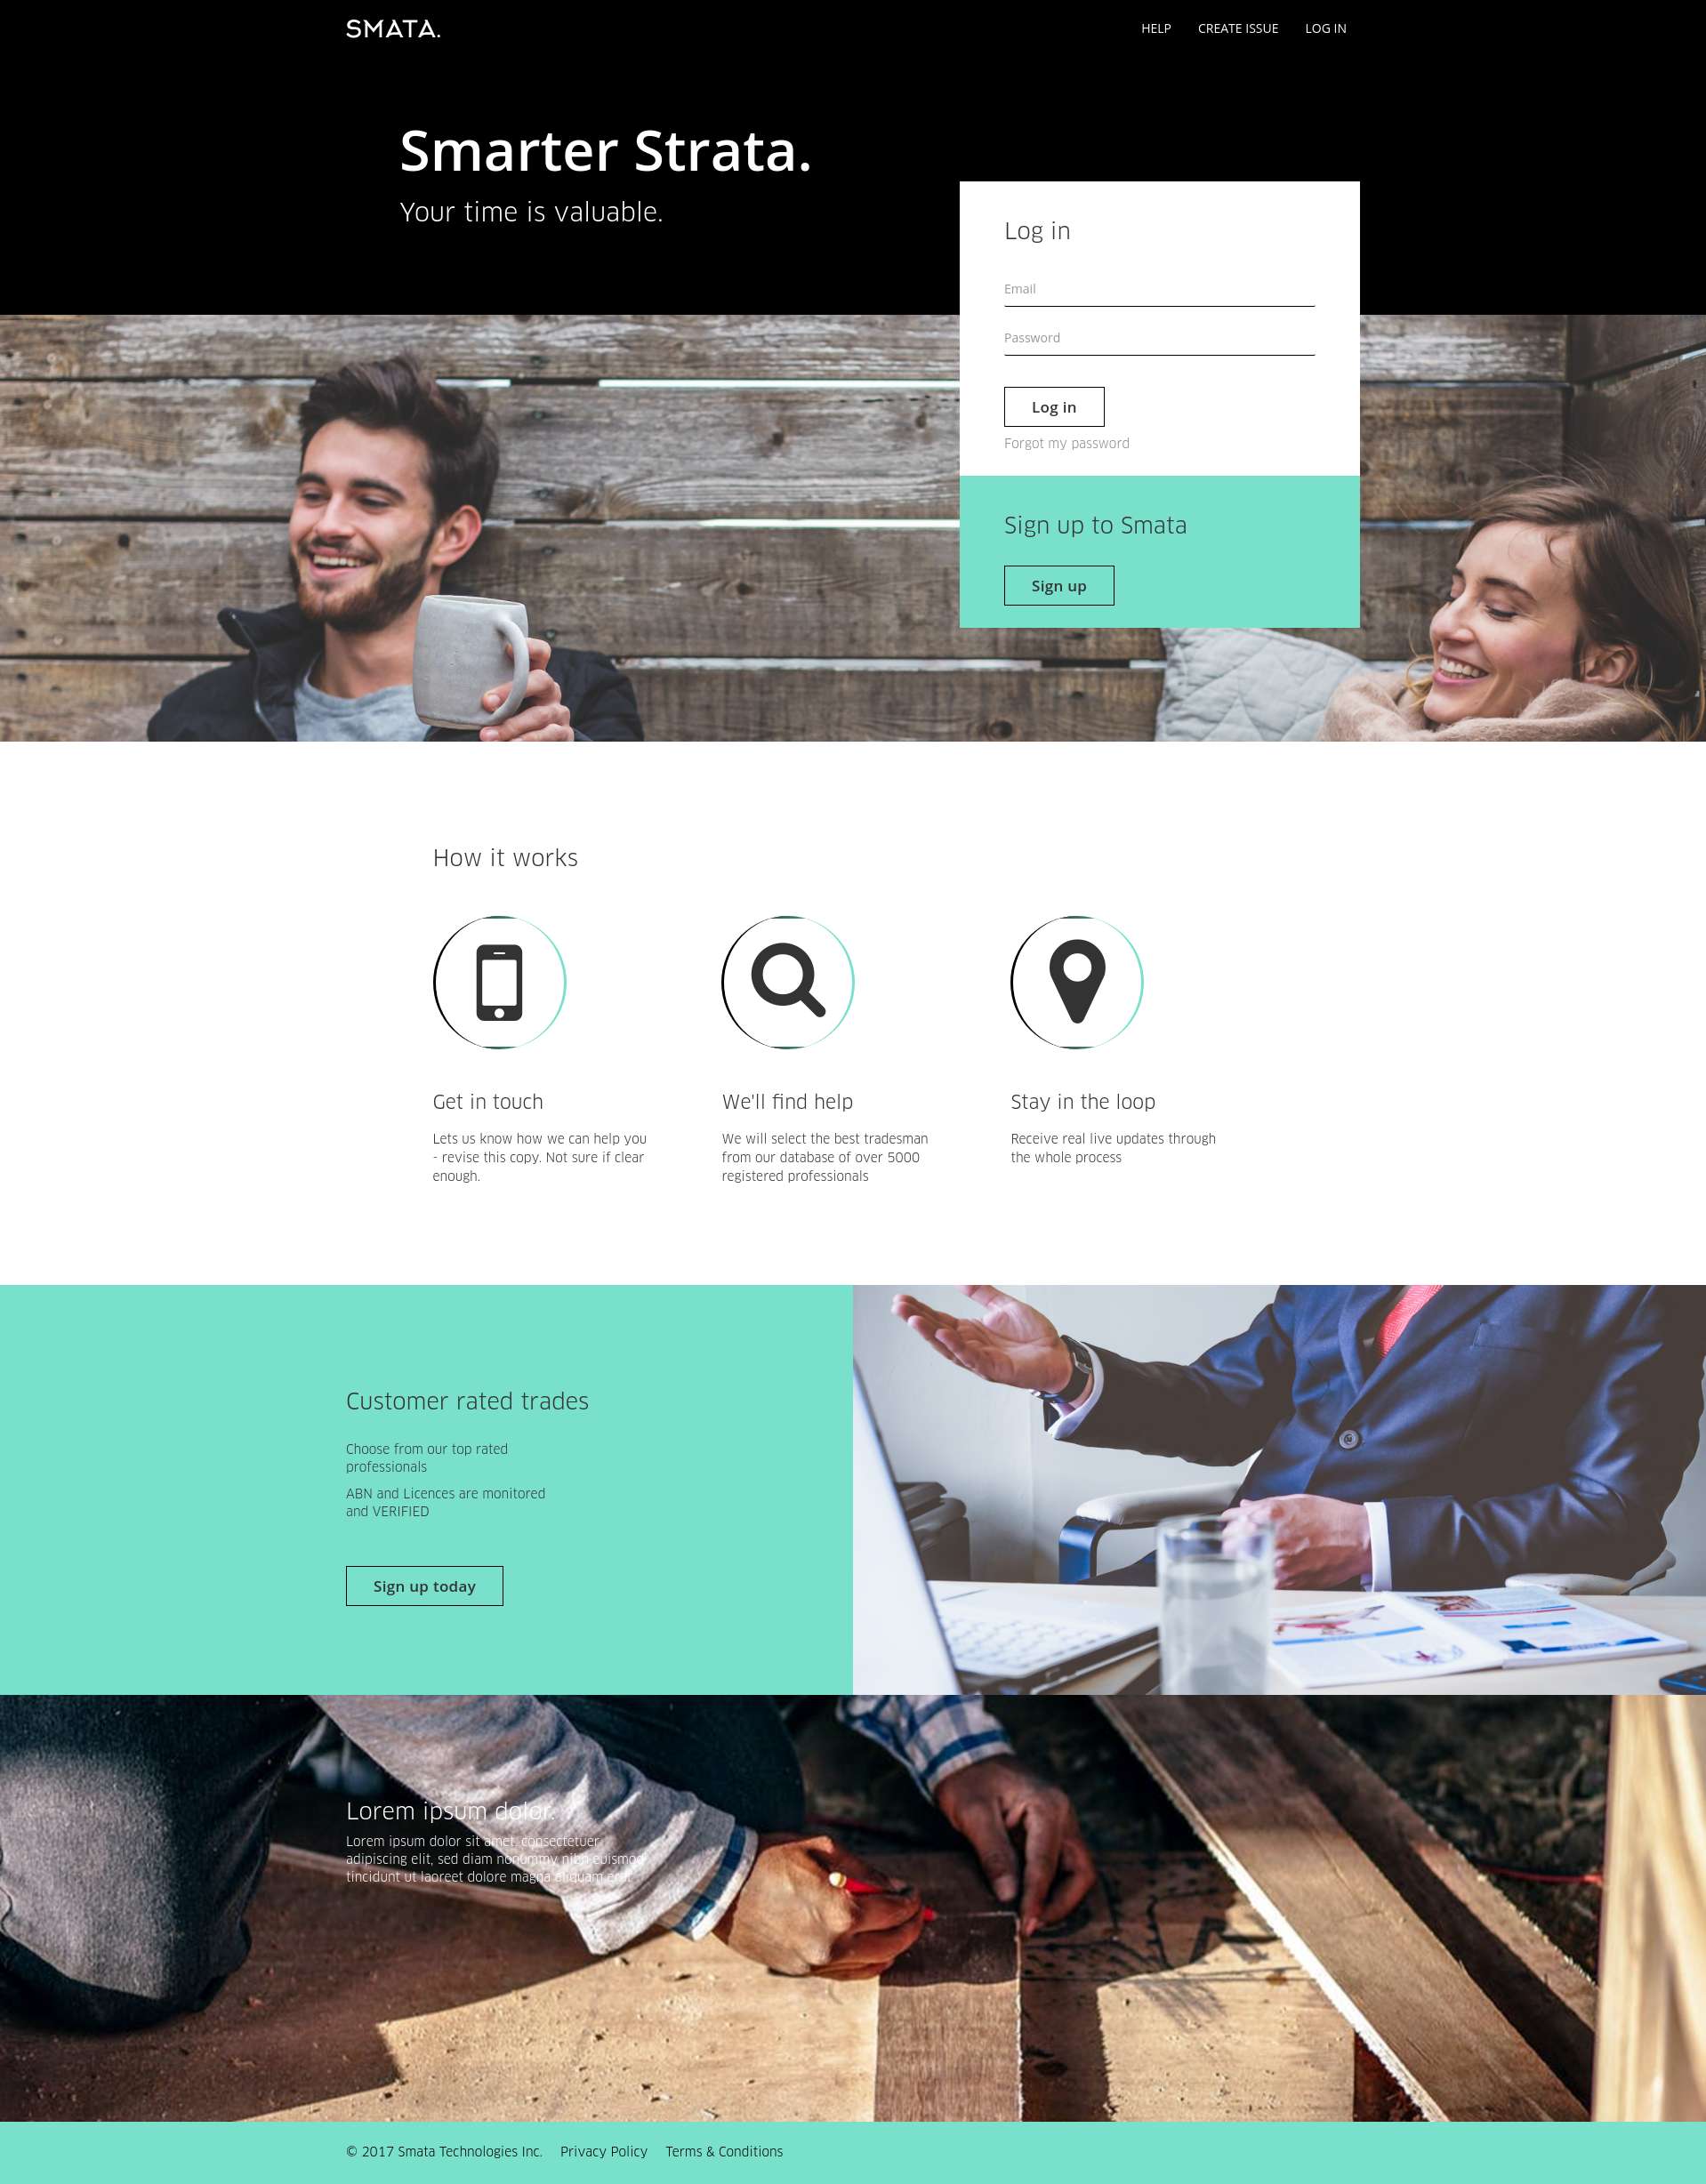 SMATA.
HELP
CREATE ISSUE
LOG IN
Smarter Strata.
Your time is valuable.
Log in
Email
Password
Log in
Forgot my password
Sign up to Smata
Sign up
How it works
Get in touch
Lets us know how we can help you
- revise this copy. Not sure if clear
enough.
We'll find help
We will select the best tradesman
from our database of over 5000
registered professionals
Stay in the loop
Receive real live updates through
the whole process
Customer rated trades
Choose from our top rated
professionals
ABN and Licences are monitored
and VERIFIED
Sign up today
Lorem ipsum dolor.
Lorem ipsum dolor sit amet, consectetuer
adipiscing elit, sed diam nonummy nibh euismod
tincidunt ut laoreet dolore magna aliquam erat
© 2017 Smata Technologies Inc.
Privacy Policy
Terms & Conditions